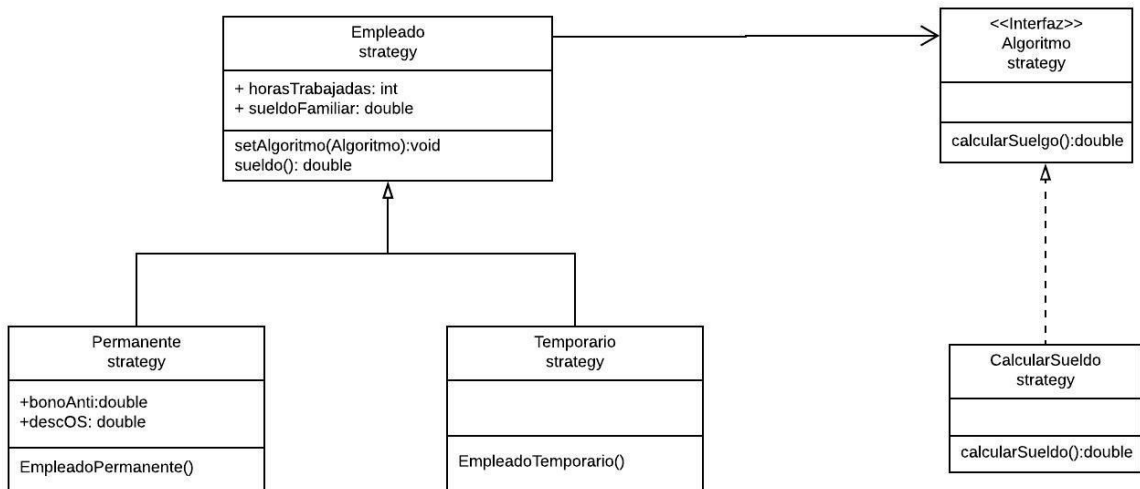 Empleado
strategy
+ horasTrabajadas: int
+ sueldoFamiliar: double
setAlgoritmo(Algoritmo):void
sueldo(): double
<<Interfaz>>
Algoritmo
strategy
calcularSuelgo():double
Permanente
strategy
+bonoAnti:double
+descOS: double
EmpleadoPermanente()
Temporario
strategy
EmpleadoTemporario()
CalcularSueldo
strategy
calcularSueldo():double